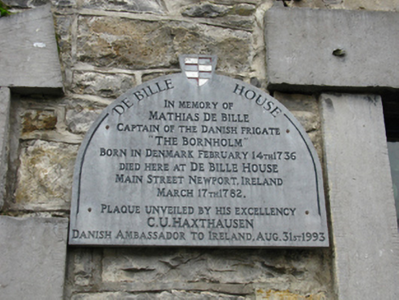 DE BILLE HOUSE
IN MEMORY OF
MATHIAS DE BILLE
• CAPTAIN OF THE DANISH FRIGATE •
"THE BORNHOLM"
BORN IN DENMARK FEBRUARY 14TH 1736
DIED HERE AT DE BILLE HOUSE
MAIN STREET NEWPORT, IRELAND
MARCH 17TH 1782.
• PLAQUE UNVEILED BY HIS EXCELLENCY •
C.U. HAXTHAUSEN
DANISH AMBASSADOR TO IRELAND, AUG. 31ST 1993